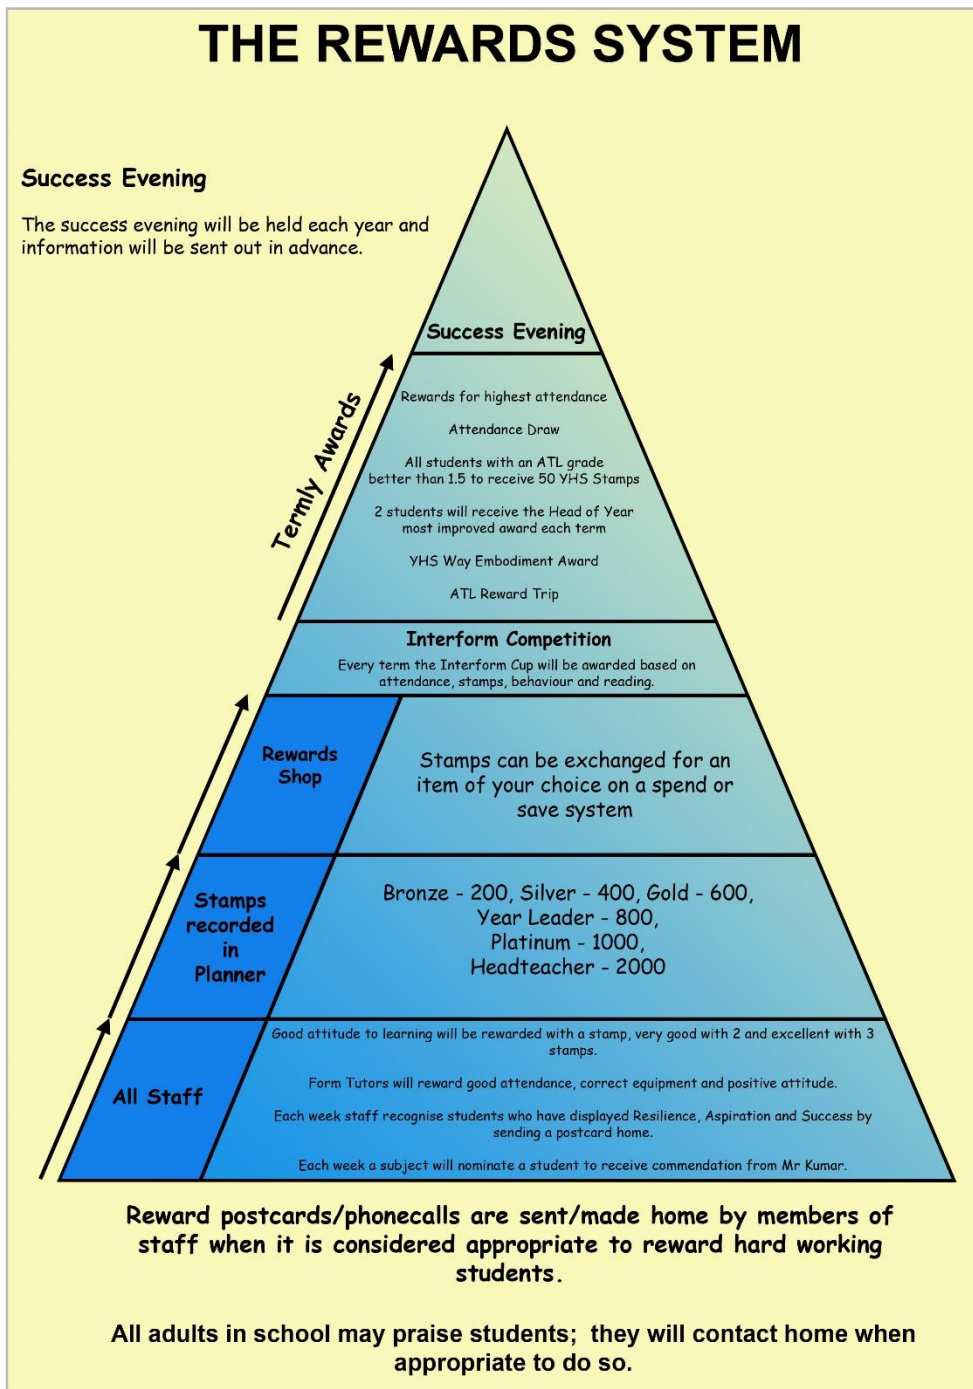 THE REWARDS SYSTEM
Success Evening
The success evening will be held each year and
information will be sent out in advance.
Success Evening
Termly Awards
Rewards for highest attendance
Attendance Draw
All students with an ATL grade
better than 1.5 to receive 50 YHS Stamps
2 students will receive the Head of Year
most improved award each term
YHS Way Embodiment Award
ATL Reward Trip
Interform Competition
Every term the Interform Cup will be awarded based on
attendance, stamps, behaviour and reading.
Rewards
Shop
Stamps can be exchanged for an
item of your choice on a spend or
save system
Stamps
recorded
in
Planner
Bronze - 200, Silver - 400, Gold - 600,
Year Leader - 800,
Platinum - 1000,
Headteacher - 2000
All Staff
Good attitude to learning will be rewarded with a stamp, very good with 2 and excellent with 3
stamps.
Form Tutors will reward good attendance, correct equipment and positive attitude.
Each week staff recognise students who have displayed Resilience, Aspiration and Success by
sending a postcard home.
Each week a subject will nominate a student to receive commendation from Mr Kumar.
Reward postcards/phonecalls are sent/made home by members of
staff when it is considered appropriate to reward hard working
students.
All adults in school may praise students; they will contact home when
appropriate to do so.